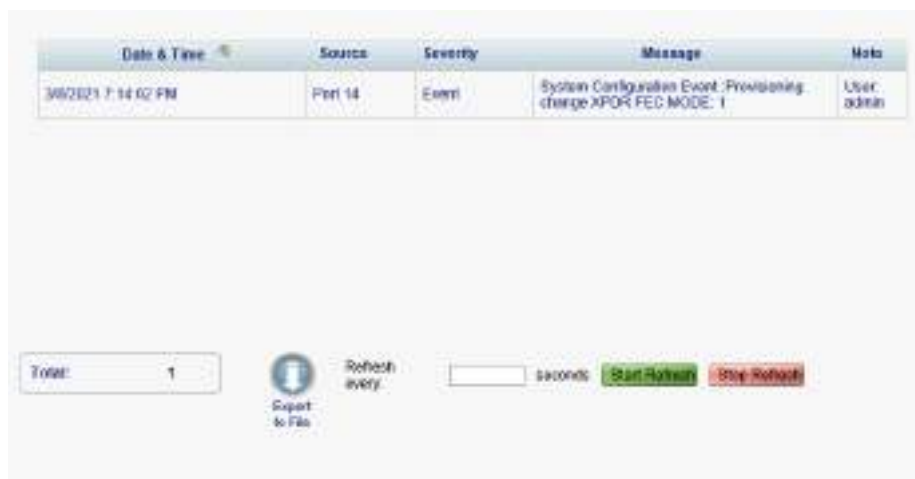 Date & Time Source Severity Message Note
3/8/2021 7:14:02 PM Port 14 Event System Configuration Event :Provisioning User:
change XPDR FEC MODE: 1 admin
Total: 1
Refresh
every:
seconds Start Refresh Stop Refresh
Export
to File